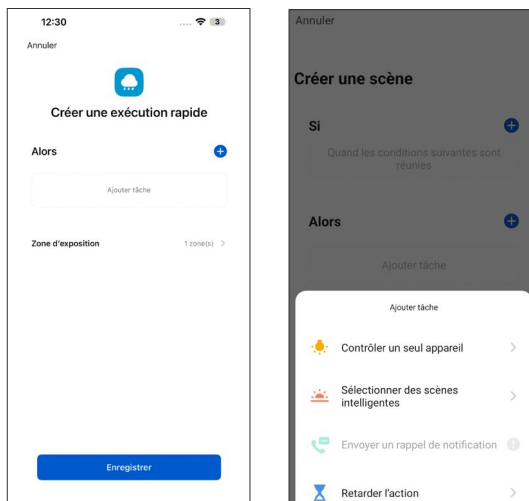 12:30
3
Annuler
Créer une exécution rapide
Alors
Ajouter tâche
Zone d'exposition 1 zone(s)
Enregistrer
Annuler
Créer une scène
Si
Quand les conditions suivantes sont
réunies
Alors
Ajouter tâche
Ajouter tâche
Contrôler un seul appareil
Sélectionner des scènes
intelligentes
Envoyer un rappel de notification
Retarder l'action